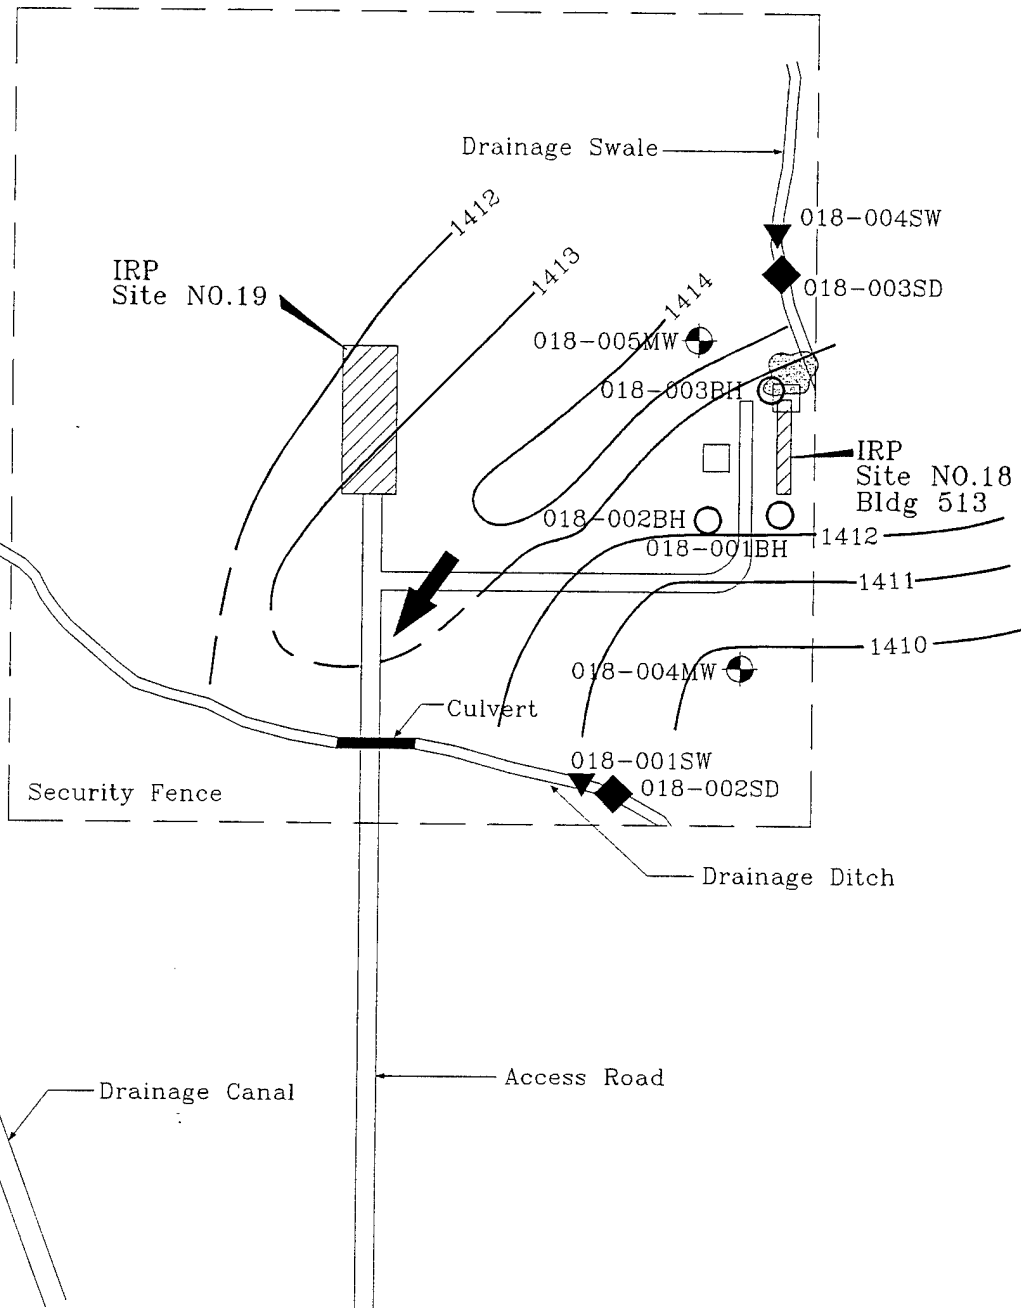 Drainage Swale
1412
018-004SW
IRP
Site NO.19
1413
018-003SD
1414
018-005MW
018-003BH
IRP
Site NO.18
Bldg 513
018-002BH
018-001BH
1412
1411
1410
018-004MW
Culvert
018-001SW
018-002SD
Security Fence
Drainage Ditch
Access Road
Drainage Canal